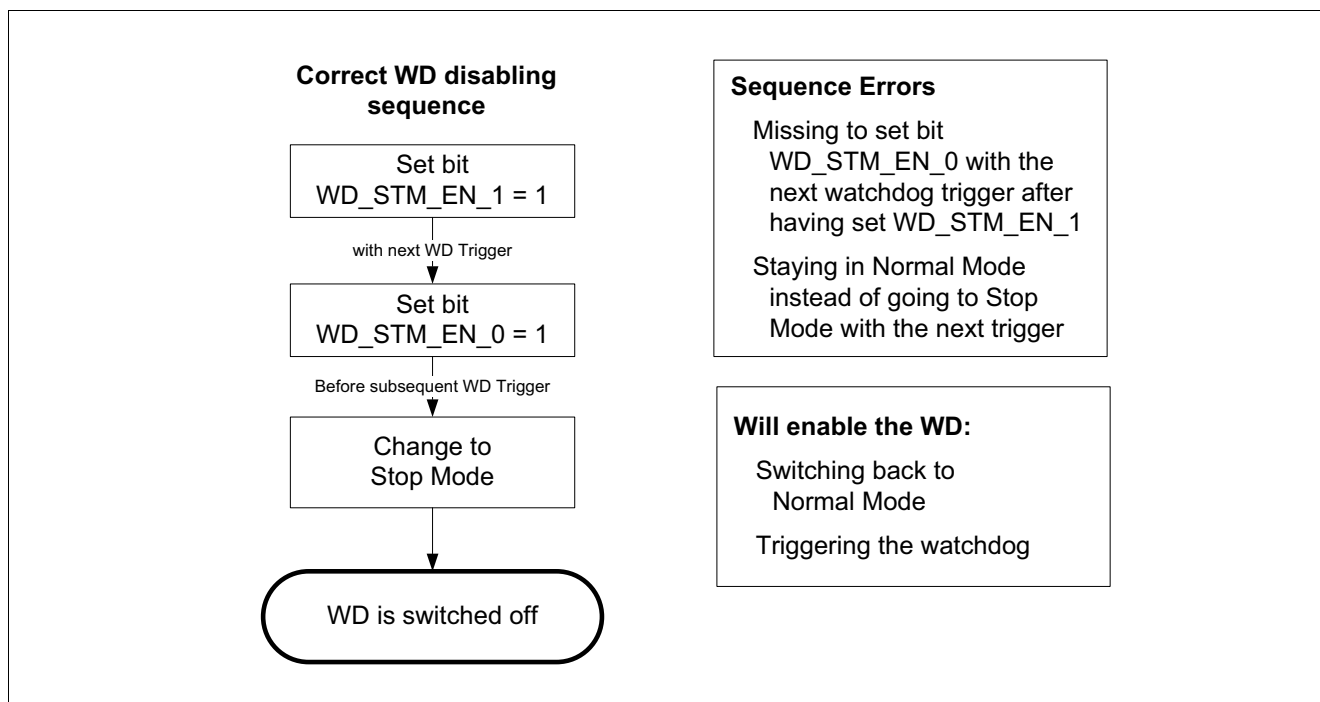 Correct WD disabling
sequence
Set bit
WD_STM_EN_1 = 1
with next WD Trigger
Set bit
WD_STM_EN_0 = 1
Before subsequent WD Trigger
Change to
Stop Mode
WD is switched off
Sequence Errors
Missing to set bit
WD_STM_EN_0 with the
next watchdog trigger after
having set WD_STM_EN_1
Staying in Normal Mode
instead of going to Stop
Mode with the next trigger
Will enable the WD:
Switching back to
Normal Mode
Triggering the watchdog